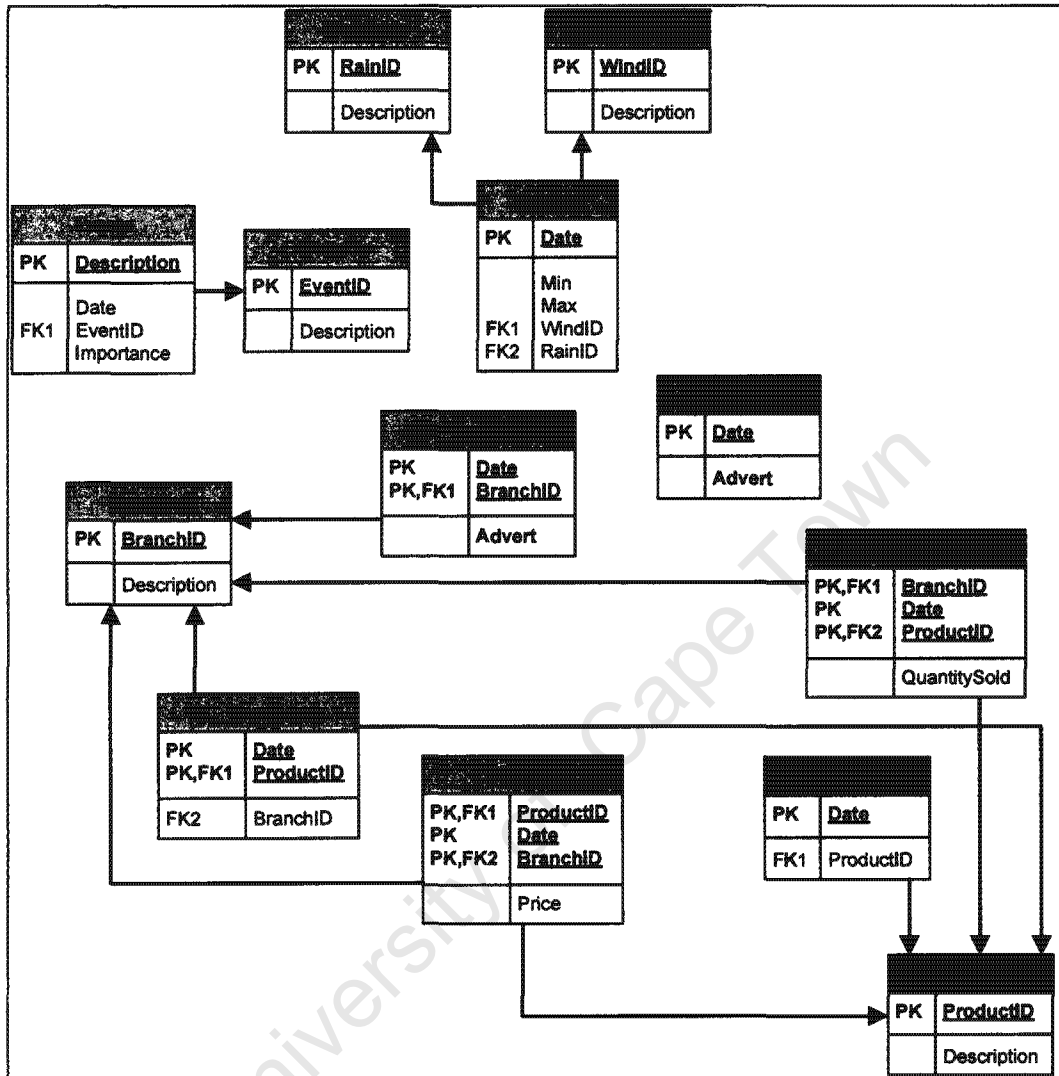 PK RainID
Description
PK WindID
Description
PK Date
Min
Max
FK1 WindID
FK2 RainID
PK Description
Date
FK1 EventID
Importance
PK EventID
Description
PK Date
Advert
PK Date
PK,FK1 BranchID
Advert
PK BranchID
Description
PK,FK1 BranchID
PK Date
PK,FK2 ProductID
QuantitySold
PK Date
PK,FK1 ProductID
FK2 BranchID
PK,FK1 ProductID
PK Date
PK,FK2 BranchID
Price
PK Date
FK1 ProductID
PK ProductID
Description
University of Cape Town